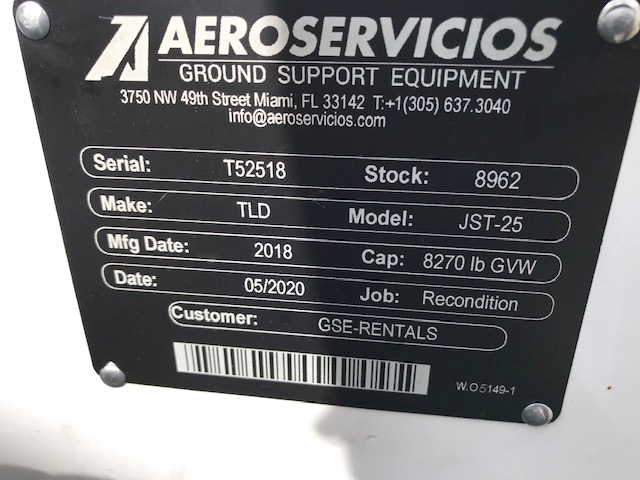 AEROSERVICIOS
GROUND SUPPORT EQUIPMENT
3750 NW 49th Street Miami, FL 33142 T:+1(305) 637.3040
info@aeroservicios.com
Serial: T52518 Stock: 8962
Make: TLD Model: JST-25
Mfg Date: 2018 Cap: 8270 lb GVW
Date: 05/2020 Job: Recondition
Customer: GSE-RENTALS
W.O5149-1